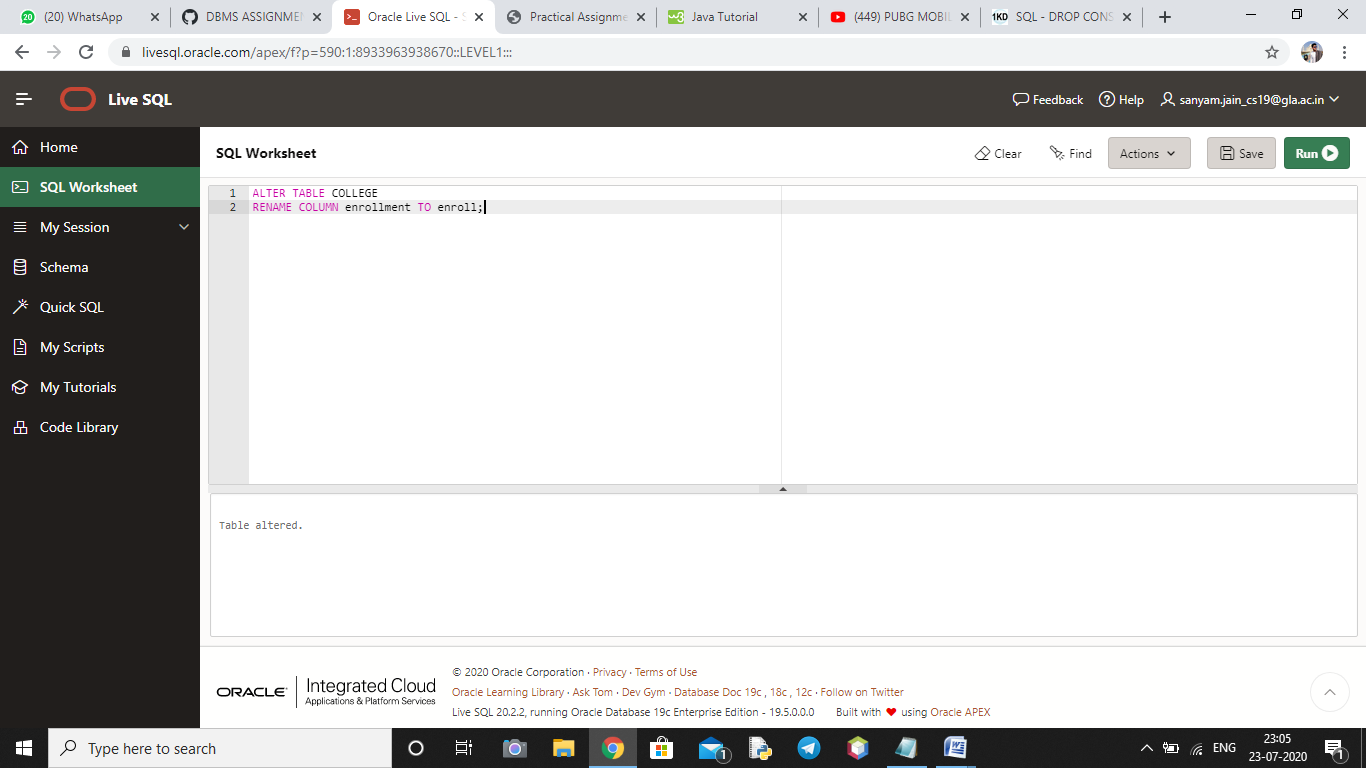 (20) WhatsApp
DBMS ASSIGNMEN
Oracle Live SQL - S
Practical Assignme
Java Tutorial
(449) PUBG MOBIL
1KD SQL - DROP CONS
livesql.oracle.com/apex/f?p=590:1:8933963938670::LEVEL1:::
Live SQL
Feedback
Help
sanyam.jain_cs19@gla.ac.in
Home
SQL Worksheet
My Session
Schema
Quick SQL
My Scripts
My Tutorials
Code Library
SQL Worksheet
Clear
Find
Actions
Save
Run
1 ALTER TABLE COLLEGE
2 RENAME COLUMN enrollment TO enroll;
Table altered.
ORACLE
Integrated Cloud
Applications & Platform Services
© 2020 Oracle Corporation · Privacy · Terms of Use
Oracle Learning Library · Ask Tom · Dev Gym · Database Doc 19c , 18c , 12c · Follow on Twitter
Live SQL 20.2.2, running Oracle Database 19c Enterprise Edition - 19.5.0.0.0 Built with ♥ using Oracle APEX
Type here to search
1
ENG
23:05
23-07-2020
1